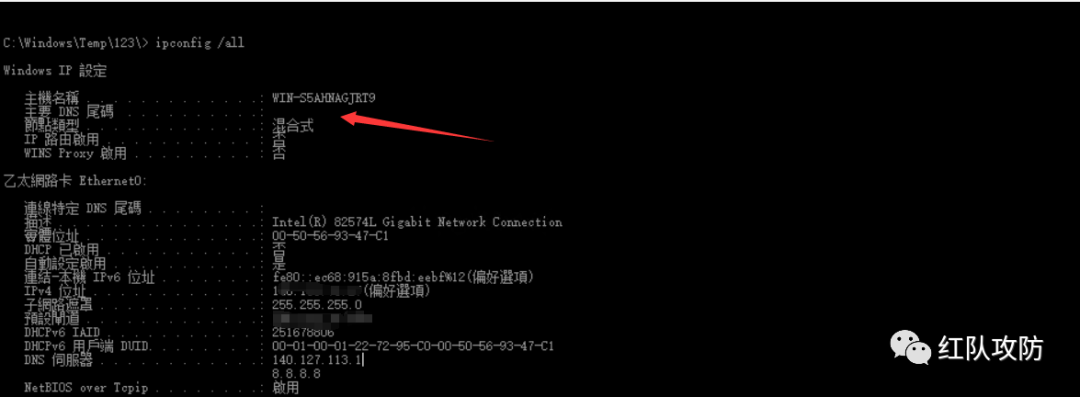 C:\Windows\Temp\123\> ipconfig /all
Windows IP 設定
主機名稱 . . . . . . . . . . . . . : WIN-S5AHNAGJRT9
主要 DNS 尾碼 . . . . . . . . . . . :
節點類型 . . . . . . . . . . . . . : 混合式
IP 路由啟用 . . . . . . . . . . . . :
WINS Proxy 啟用 . . . . . . . . . . : 否
乙太網路卡 Ethernet0:
連線特定 DNS 尾碼 . . . . . . . . . :
描述 . . . . . . . . . . . . . . . : Intel(R) 82574L Gigabit Network Connection
實體位址 . . . . . . . . . . . . . : 00-50-56-93-47-C1
DHCP 已啟用 . . . . . . . . . . . . : 否
自動設定啟用 . . . . . . . . . . . : 是
連結-本機 IPv6 位址 . . . . . . . . : fe80::ec68:915a:8fbd:eebf%12(偏好選項)
IPv4 位址 . . . . . . . . . . . . . : (偏好選項)
子網路遮罩 . . . . . . . . . . . . : 255.255.255.0
預設閘道 . . . . . . . . . . . . . :
DHCPv6 IAID . . . . . . . . . . . . : 251678806
DHCPv6 用戶端 DUID. . . . . . . . . : 00-01-00-01-22-72-95-C0-00-50-56-93-47-C1
DNS 伺服器 . . . . . . . . . . . . : 140.127.113.1
8.8.8.8
NetBIOS over Tcpip . . . . . . . . : 啟用
红队攻防